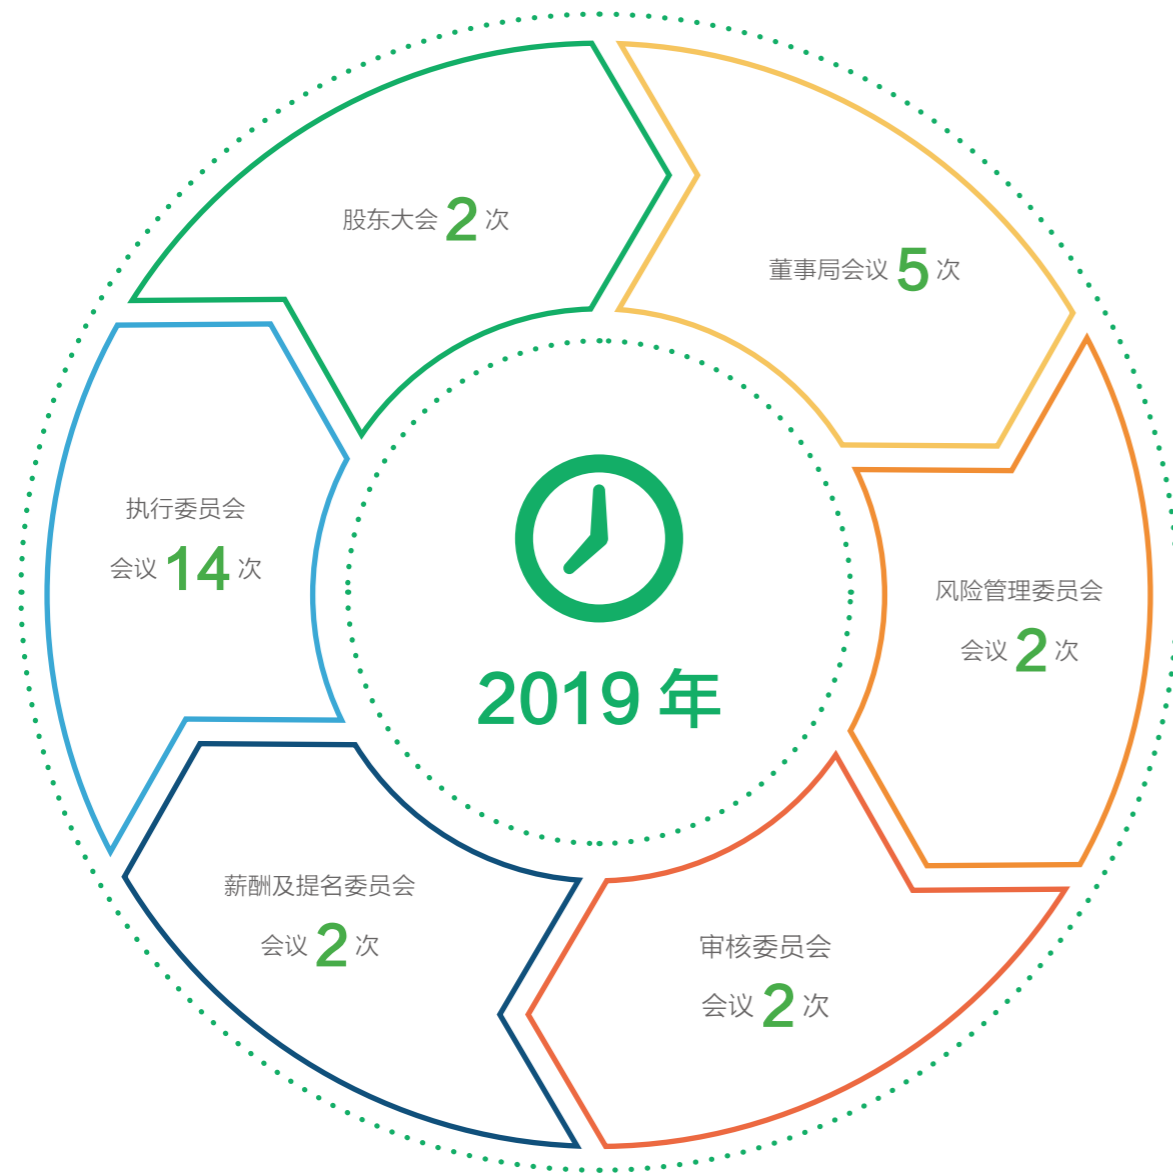 股东大会 2 次
董事局会议 5 次
执行委员会
会议 14 次
风险管理委员会
会议 2 次
2019 年
薪酬及提名委员会
会议 2 次
审核委员会
会议 2 次